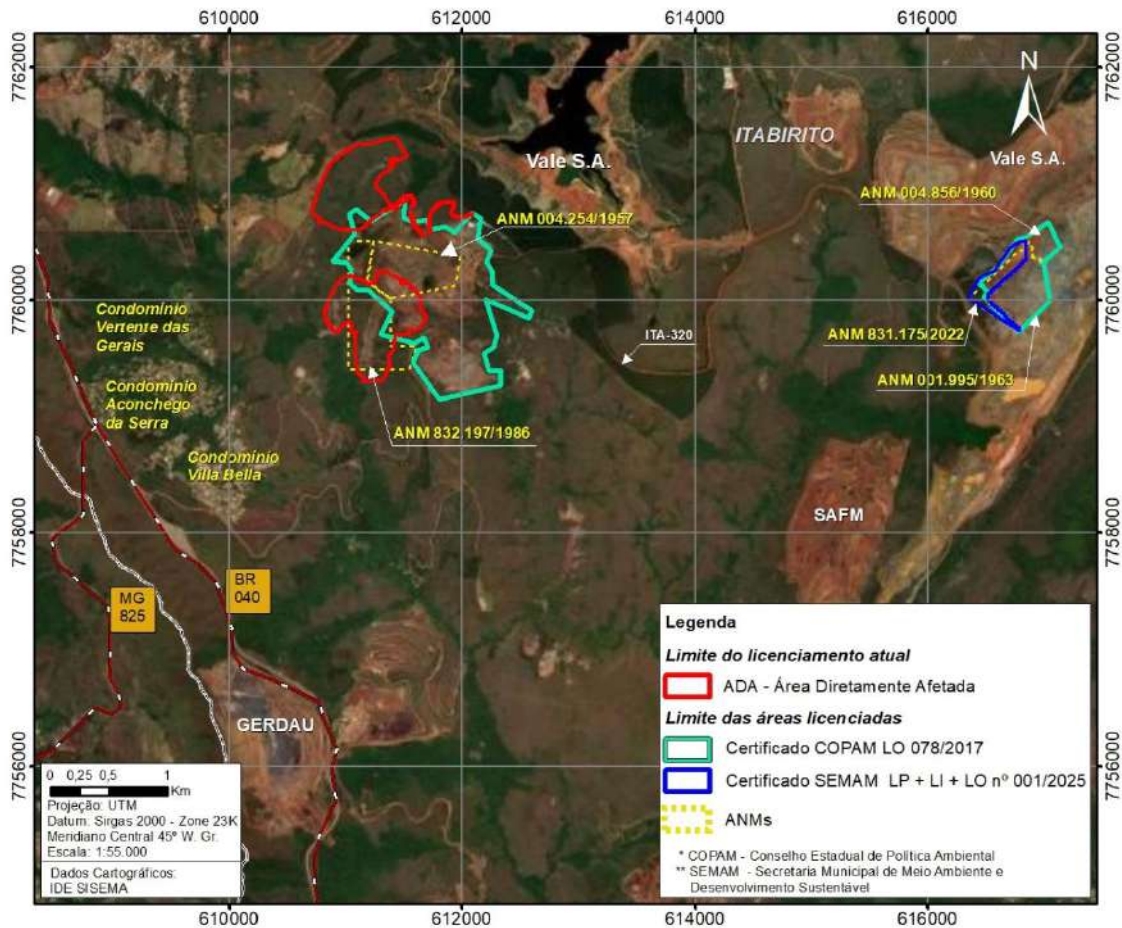 610000
612000
614000
616000
7762000
7762000
N
ITABIRITO
Vale S.A.
Vale S.A.
ANM 004.856/1960
ANM 004.254/1957
7760000
7760000
Condomínio
Vertente das
Gerais
ITA-320
ANM 831.175/2022
ANM 001.995/1963
Condomínio
Aconchego
da Serra
ANM 832.197/1986
Condomínio
Villa Bella
SAFM
7758000
7758000
MG
825
BR
040
GERDAU
7756000
7756000
0 0,25 0,5 1
Km
Projeção: UTM
Datum: Sirgas 2000 - Zone 23K
Meridiano Central 45º W. Gr.
Escala: 1:55.000
Dados Cartográficos:
IDE SISEMA
Legenda
Limite do licenciamento atual
ADA - Área Diretamente Afetada
Limite das áreas licenciadas
Certificado COPAM LO 078/2017
Certificado SEMAM LP + LI + LO nº 001/2025
ANMs
* COPAM - Conselho Estadual de Política Ambiental
** SEMAM - Secretaria Municipal de Meio Ambiente e
Desenvolvimento Sustentável
610000
612000
614000
616000